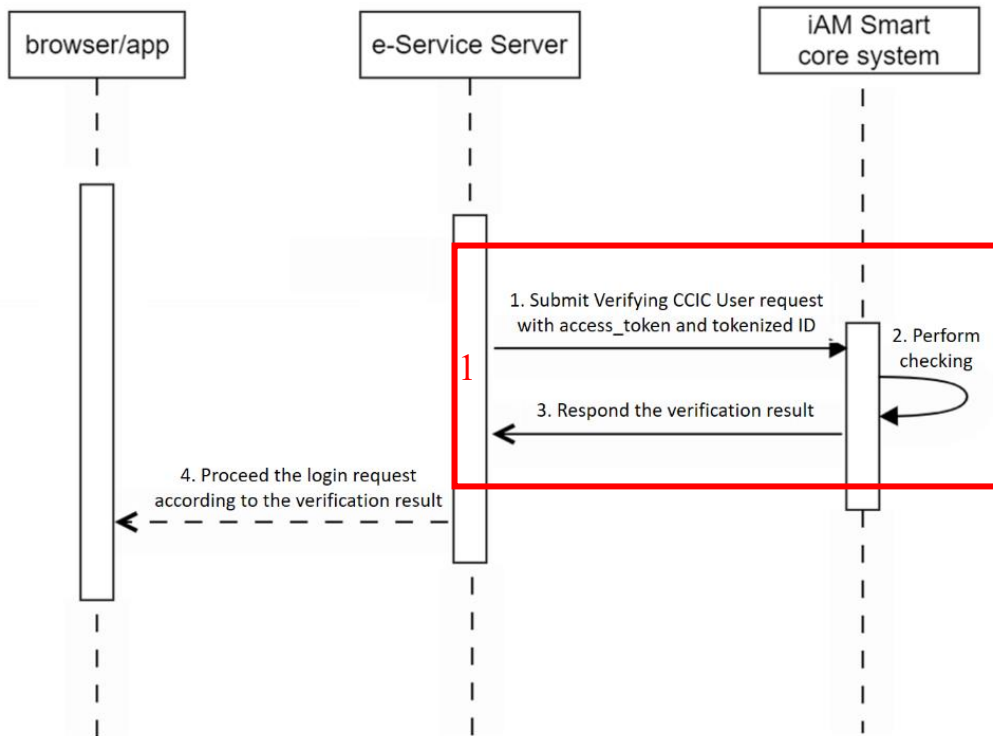 browser/app
e-Service Server
iAM Smart
core system
1. Submit Verifying CCIC User request
with access_token and tokenized ID
2. Perform
checking
1
3. Respond the verification result
4. Proceed the login request
according to the verification result